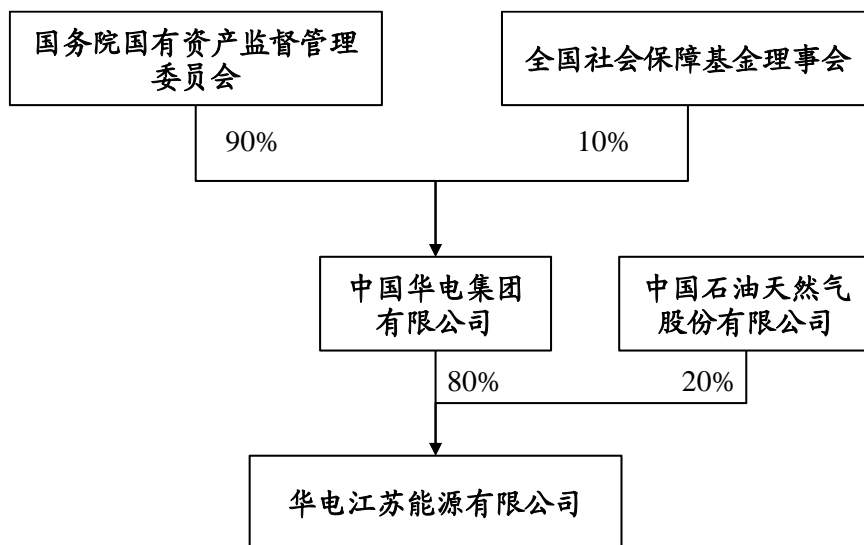 国务院国有资产监督管理
委员会
全国社会保障基金理事会
90%
10%
中国华电集团
有限公司
中国石油天然气
股份有限公司
80%
20%
华电江苏能源有限公司